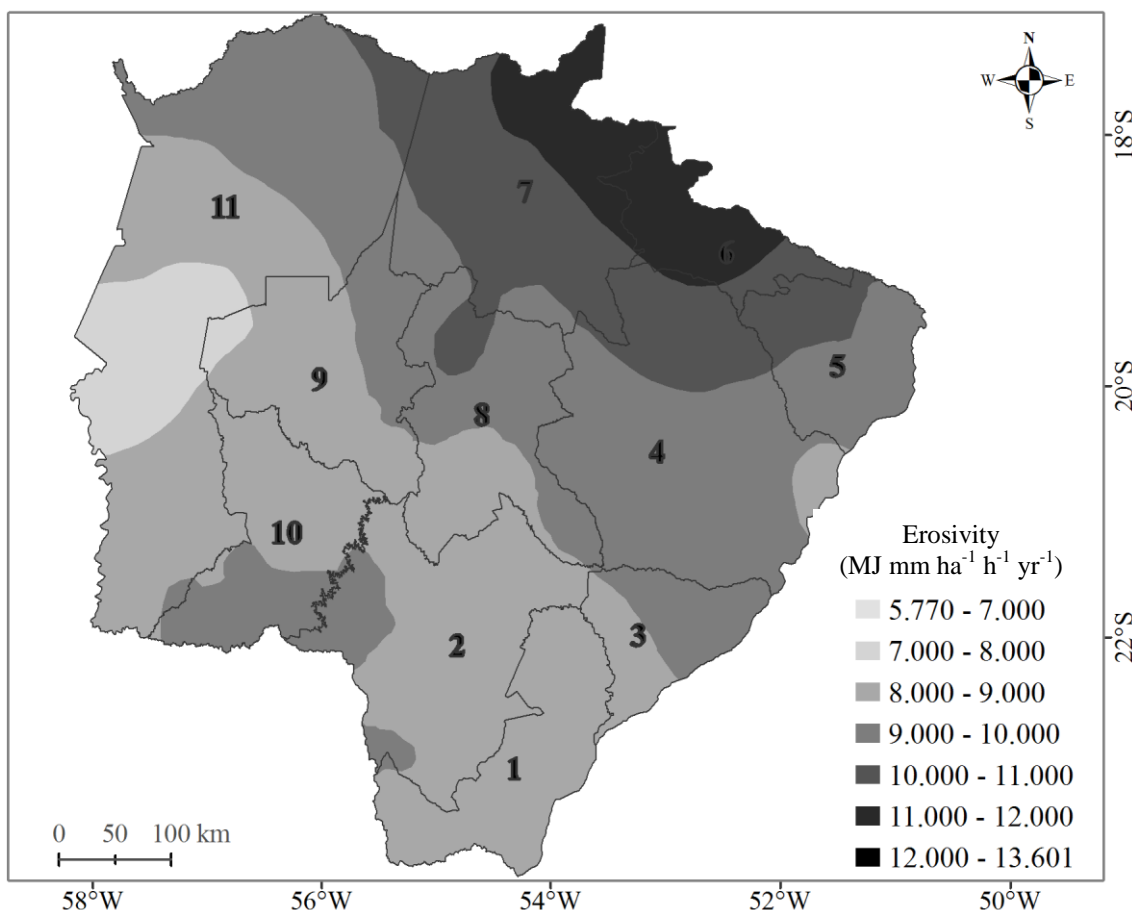 N
W E
S
18°S
7
11
6
20°S
5
9
8
4
10
Erosivity
(MJ mm ha⁻¹ h⁻¹ yr⁻¹)
5.770 - 7.000
7.000 - 8.000
8.000 - 9.000
9.000 - 10.000
10.000 - 11.000
11.000 - 12.000
12.000 - 13.601
3
2
22°S
1
0 50 100 km
58°W 56°W 54°W 52°W 50°W